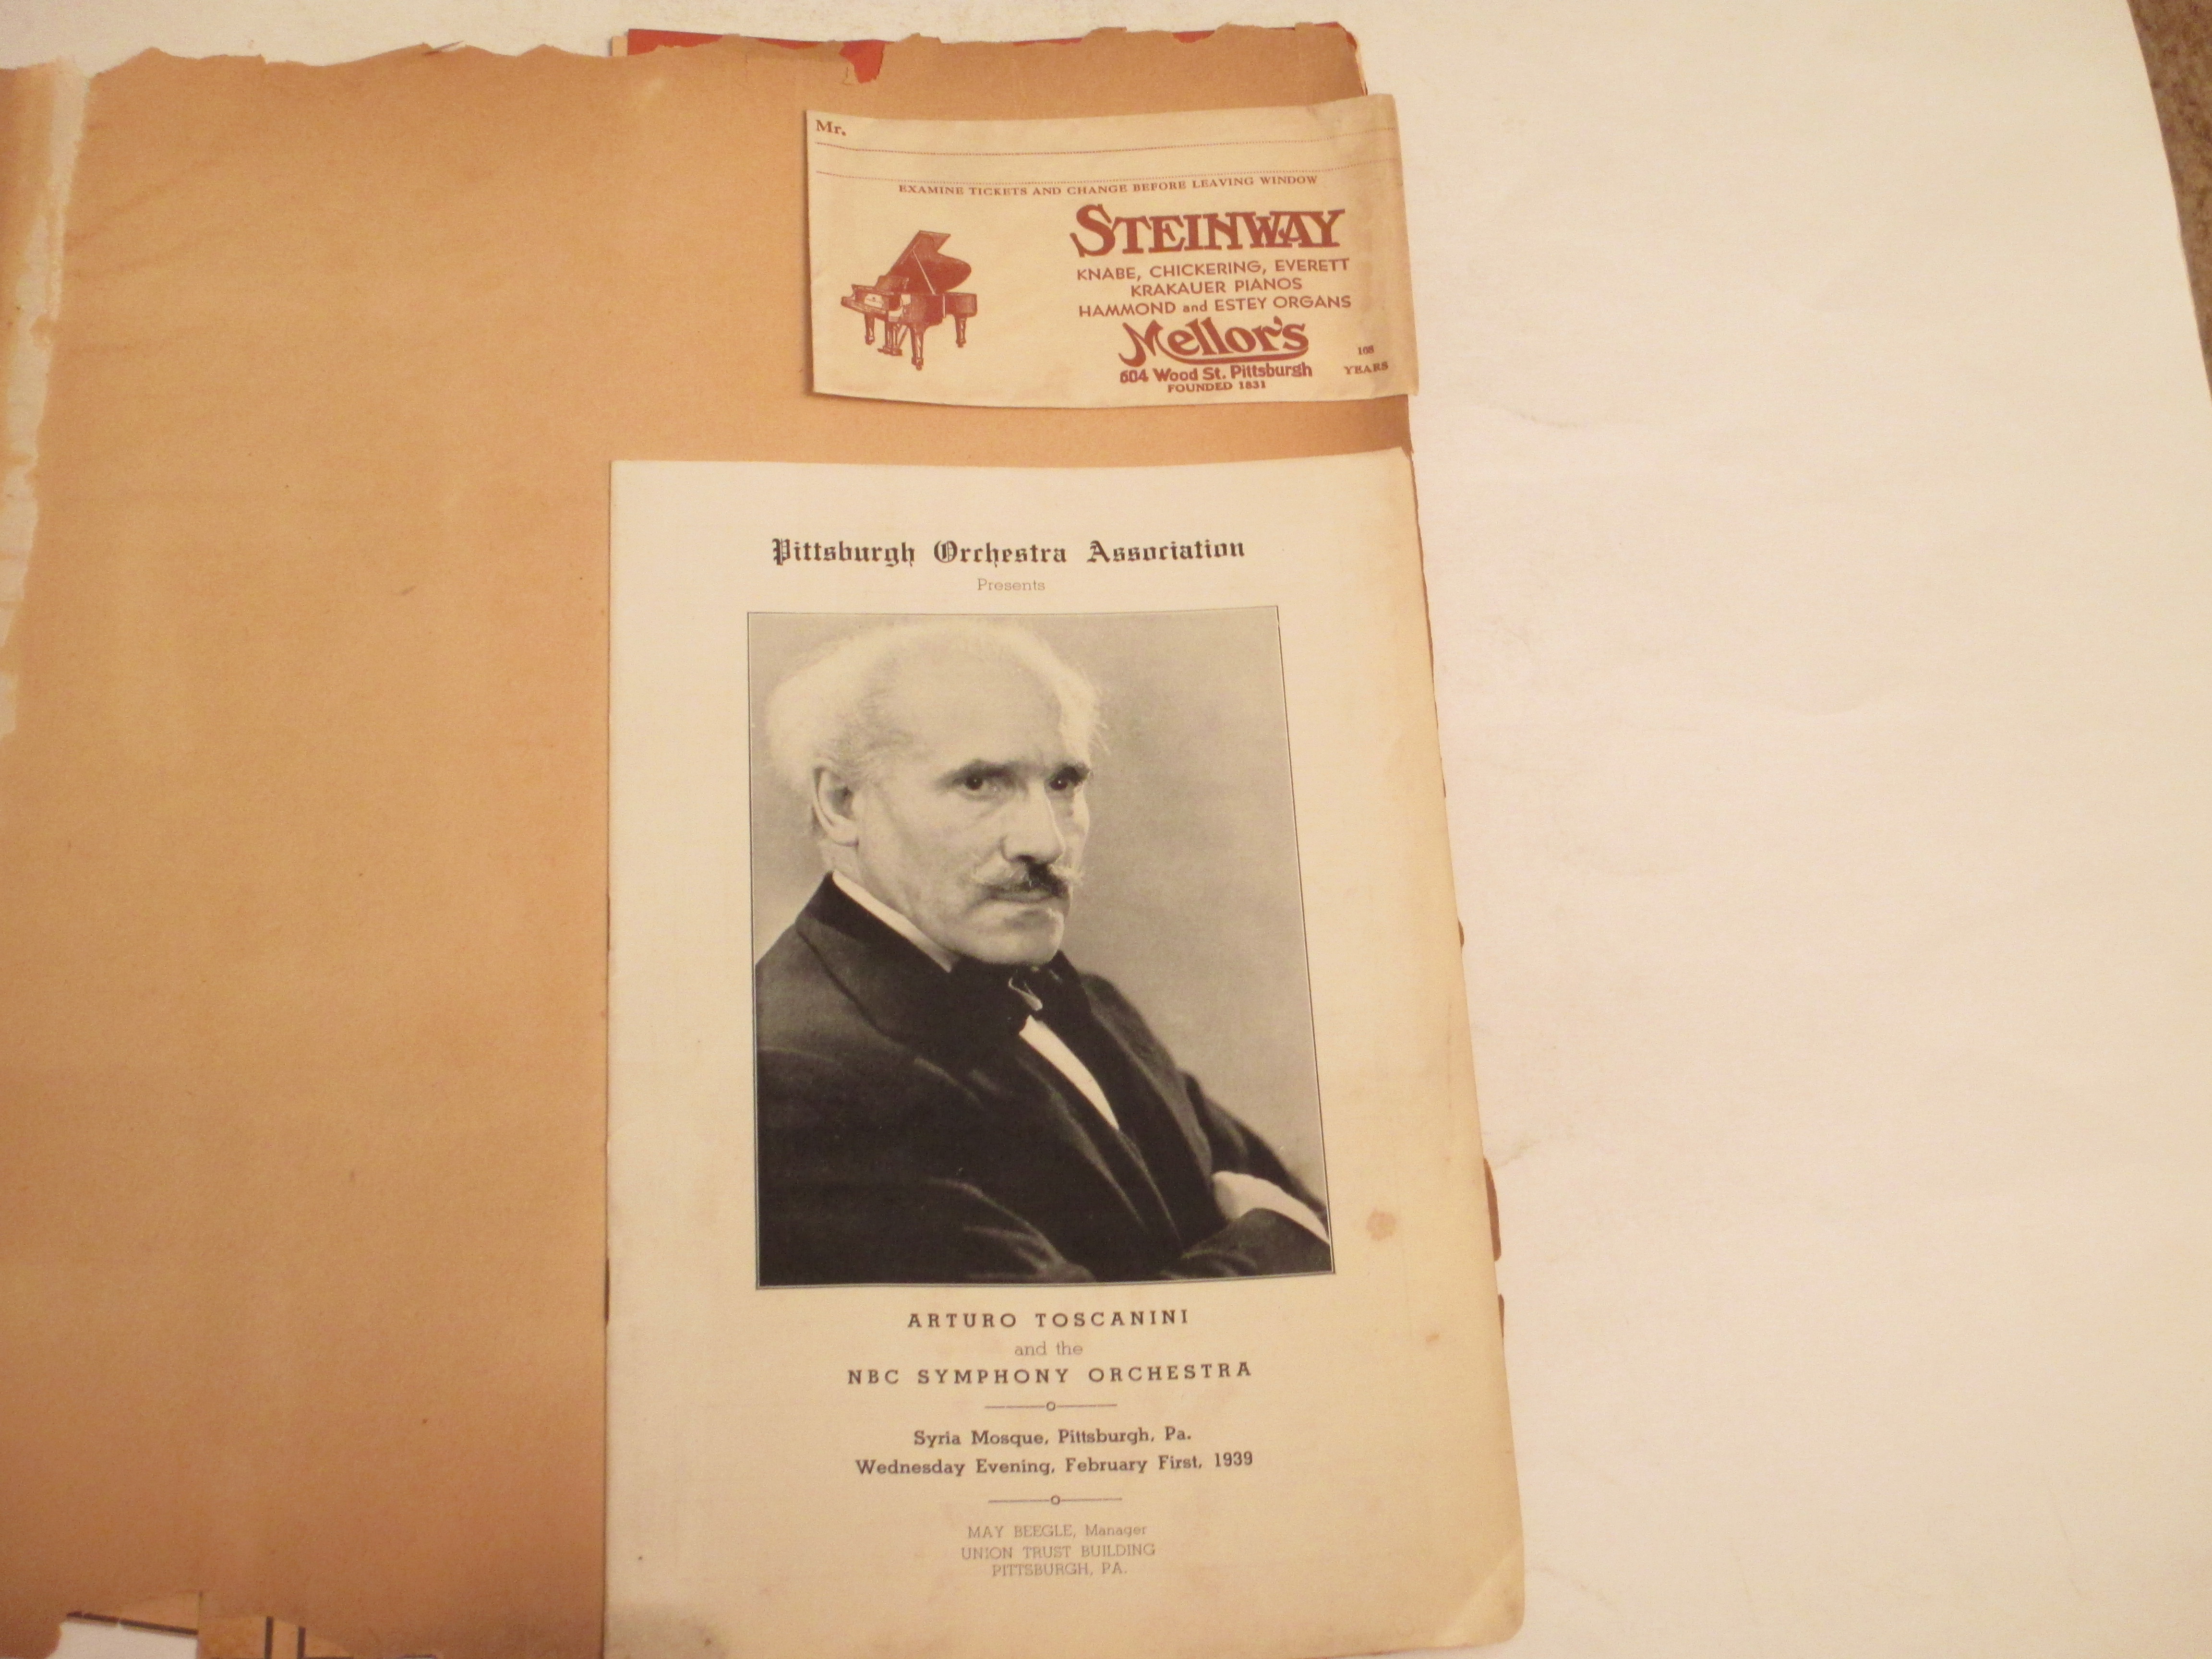 Mr.
EXAMINE TICKETS AND CHANGE BEFORE LEAVING WINDOW
STEINWAY
KNABE, CHICKERING, EVERETT
KRAKAUER PIANOS
HAMMOND and ESTEY ORGANS
Mellor's
604 Wood St. Pittsburgh
FOUNDED 1831
YEARS
Pittsburgh Orchestra Association
Presents
ARTURO TOSCANINI
and the
NBC SYMPHONY ORCHESTRA
Syria Mosque, Pittsburgh, Pa.
Wednesday Evening, February First, 1939
MAY BEEGLE, Manager
UNION TRUST BUILDING
PITTSBURGH, PA.